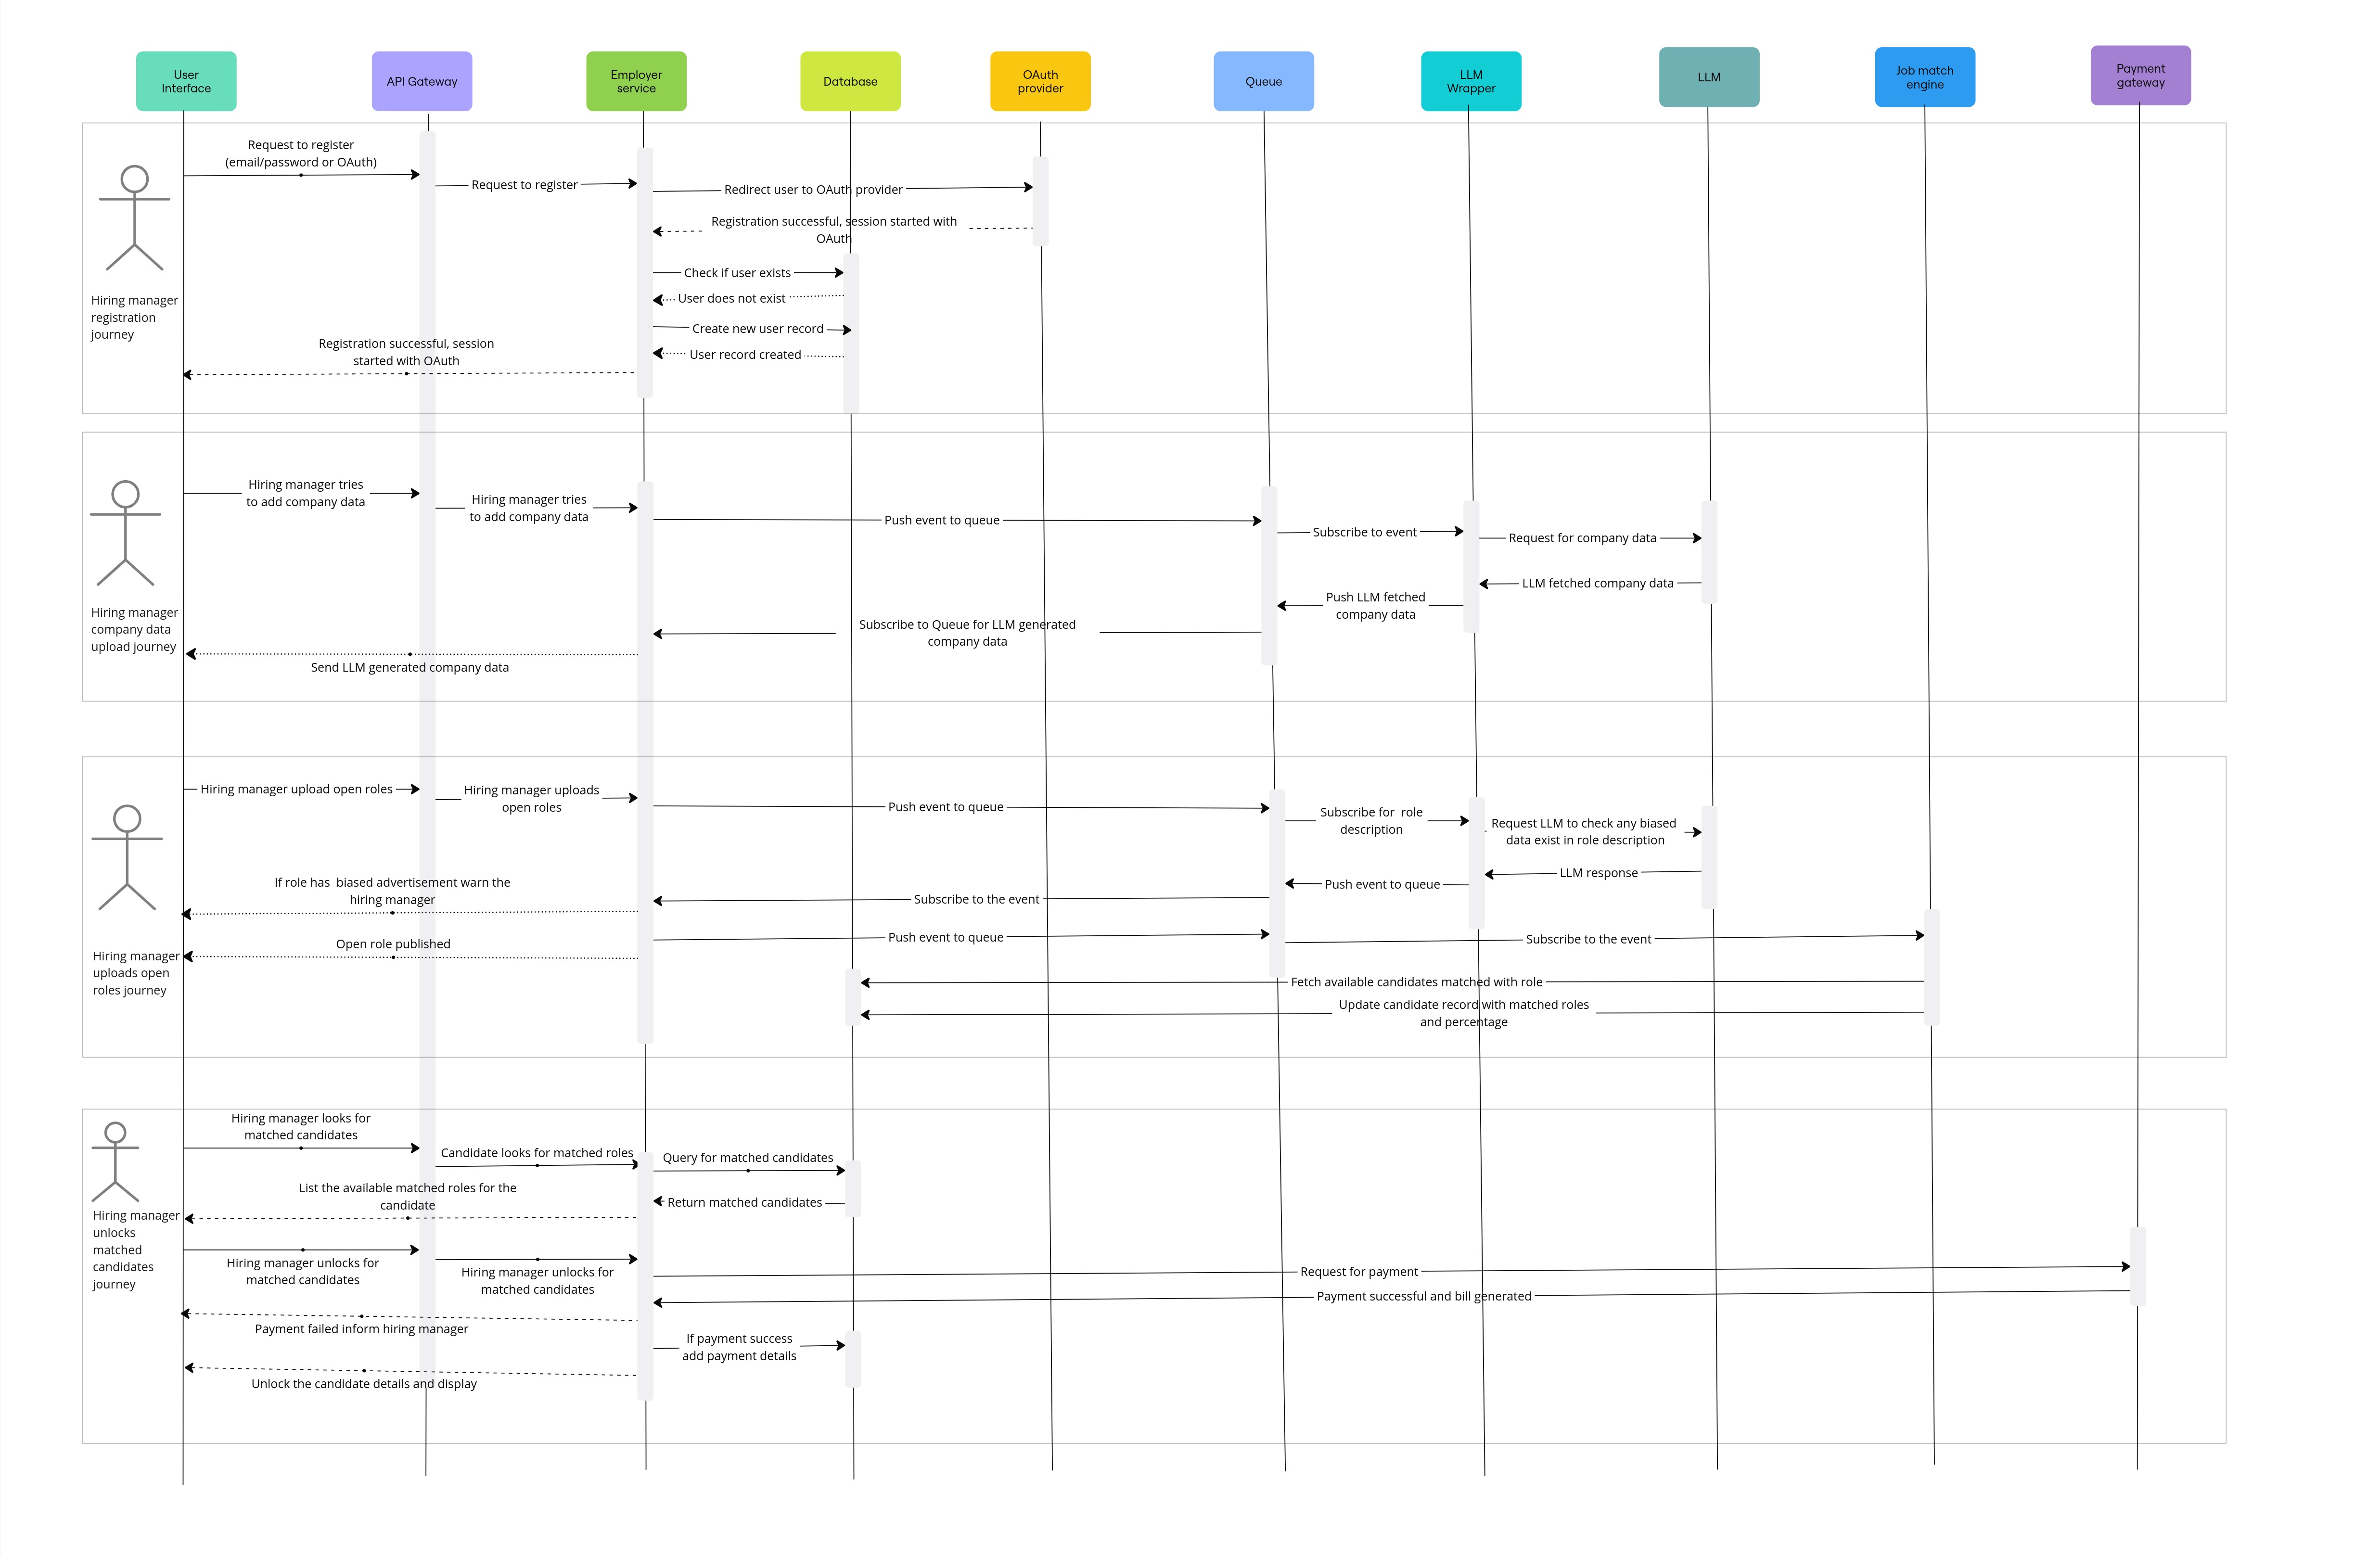 User
Interface
API Gateway
Employer
service
Database
OAuth
provider
Queue
LLM
Wrapper
LLM
Job match
engine
Payment
gateway
Request to register
(email/password or OAuth)
Request to register
Redirect user to OAuth provider
Registration successful, session started with
OAuth
Check if user exists
User does not exist
Create new user record
User record created
Registration successful, session
started with OAuth
Hiring manager
registration
journey
Hiring manager tries
to add company data
Hiring manager tries
to add company data
Push event to queue
Subscribe to event
Request for company data
LLM fetched company data
Push LLM fetched
company data
Subscribe to Queue for LLM generated
company data
Send LLM generated company data
Hiring manager
company data
upload journey
Hiring manager upload open roles
Hiring manager uploads
open roles
Push event to queue
Subscribe for  role
description
Request LLM to check any biased
data exist in role description
LLM response
Push event to queue
Subscribe to the event
If role has  biased advertisement warn the
hiring manager
Push event to queue
Subscribe to the event
Open role published
Fetch available candidates matched with role
Update candidate record with matched roles
and percentage
Hiring manager
uploads open
roles journey
Hiring manager looks for
matched candidates
Candidate looks for matched roles
Query for matched candidates
Return matched candidates
List the available matched roles for the
candidate
Hiring manager
unlocks
matched
candidates
journey
Hiring manager unlocks for
matched candidates
Hiring manager unlocks for
matched candidates
Request for payment
Payment successful and bill generated
Payment failed inform hiring manager
If payment success
add payment details
Unlock the candidate details and display